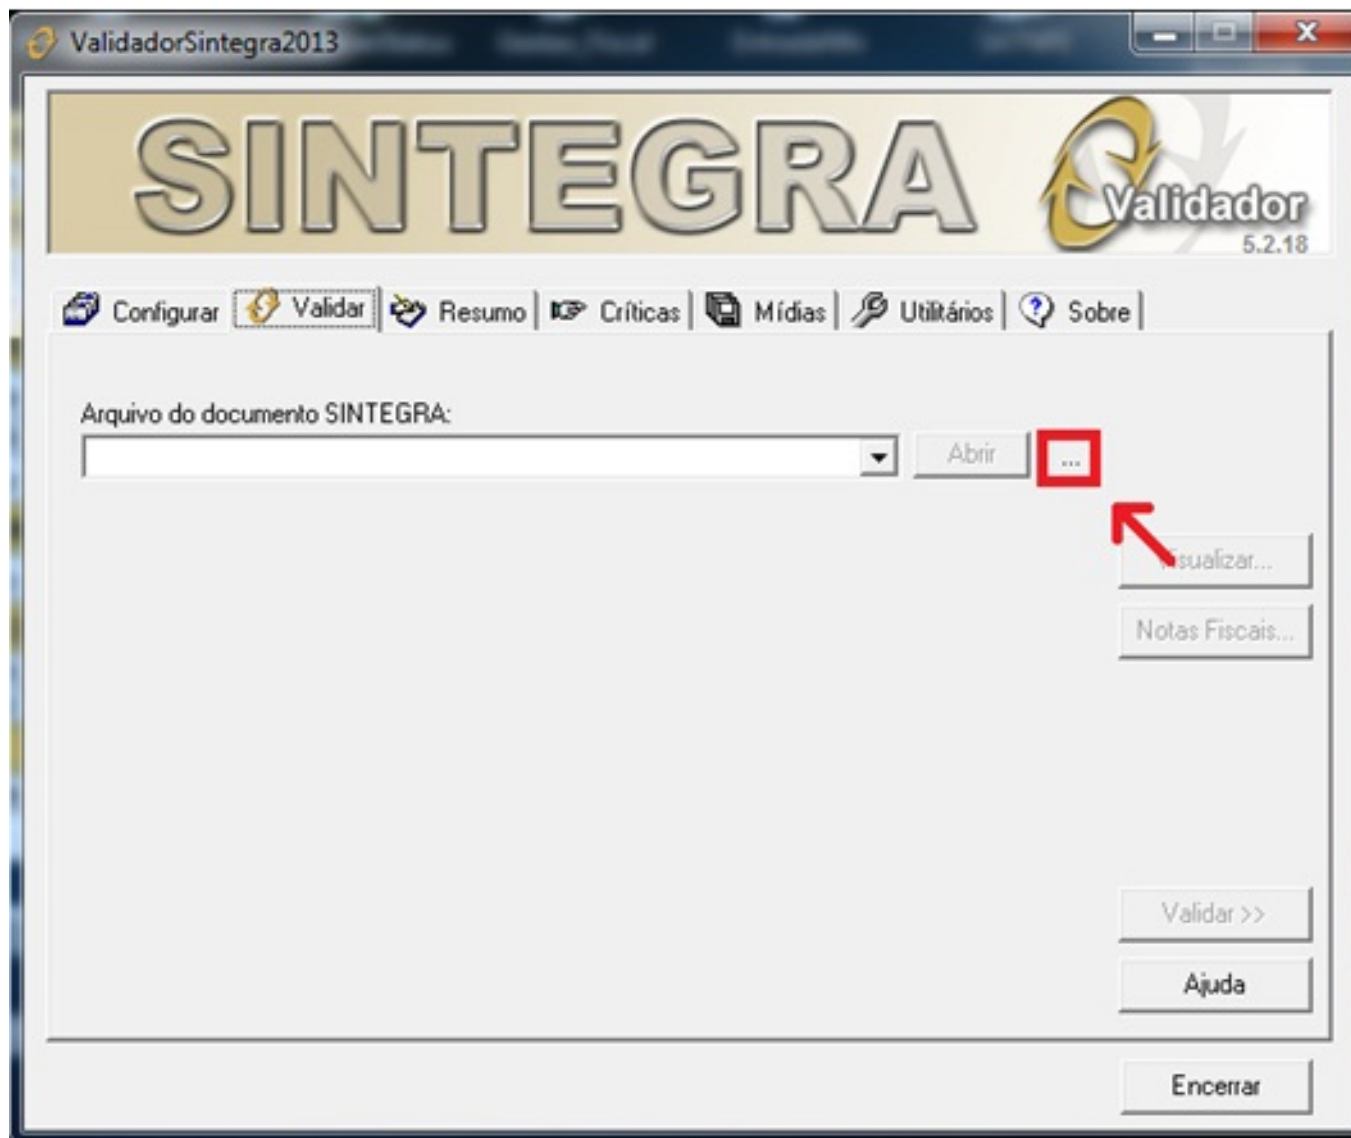 ValidadorSintegra2013
SINTEGRA
Validador
5.2.18
Configurar Validar Resumo Críticas Mídias Utilitários Sobre
Arquivo do documento SINTEGRA:
Abrir ...
Visualizar...
Notas Fiscais...
Validar >>
Ajuda
Encerrar